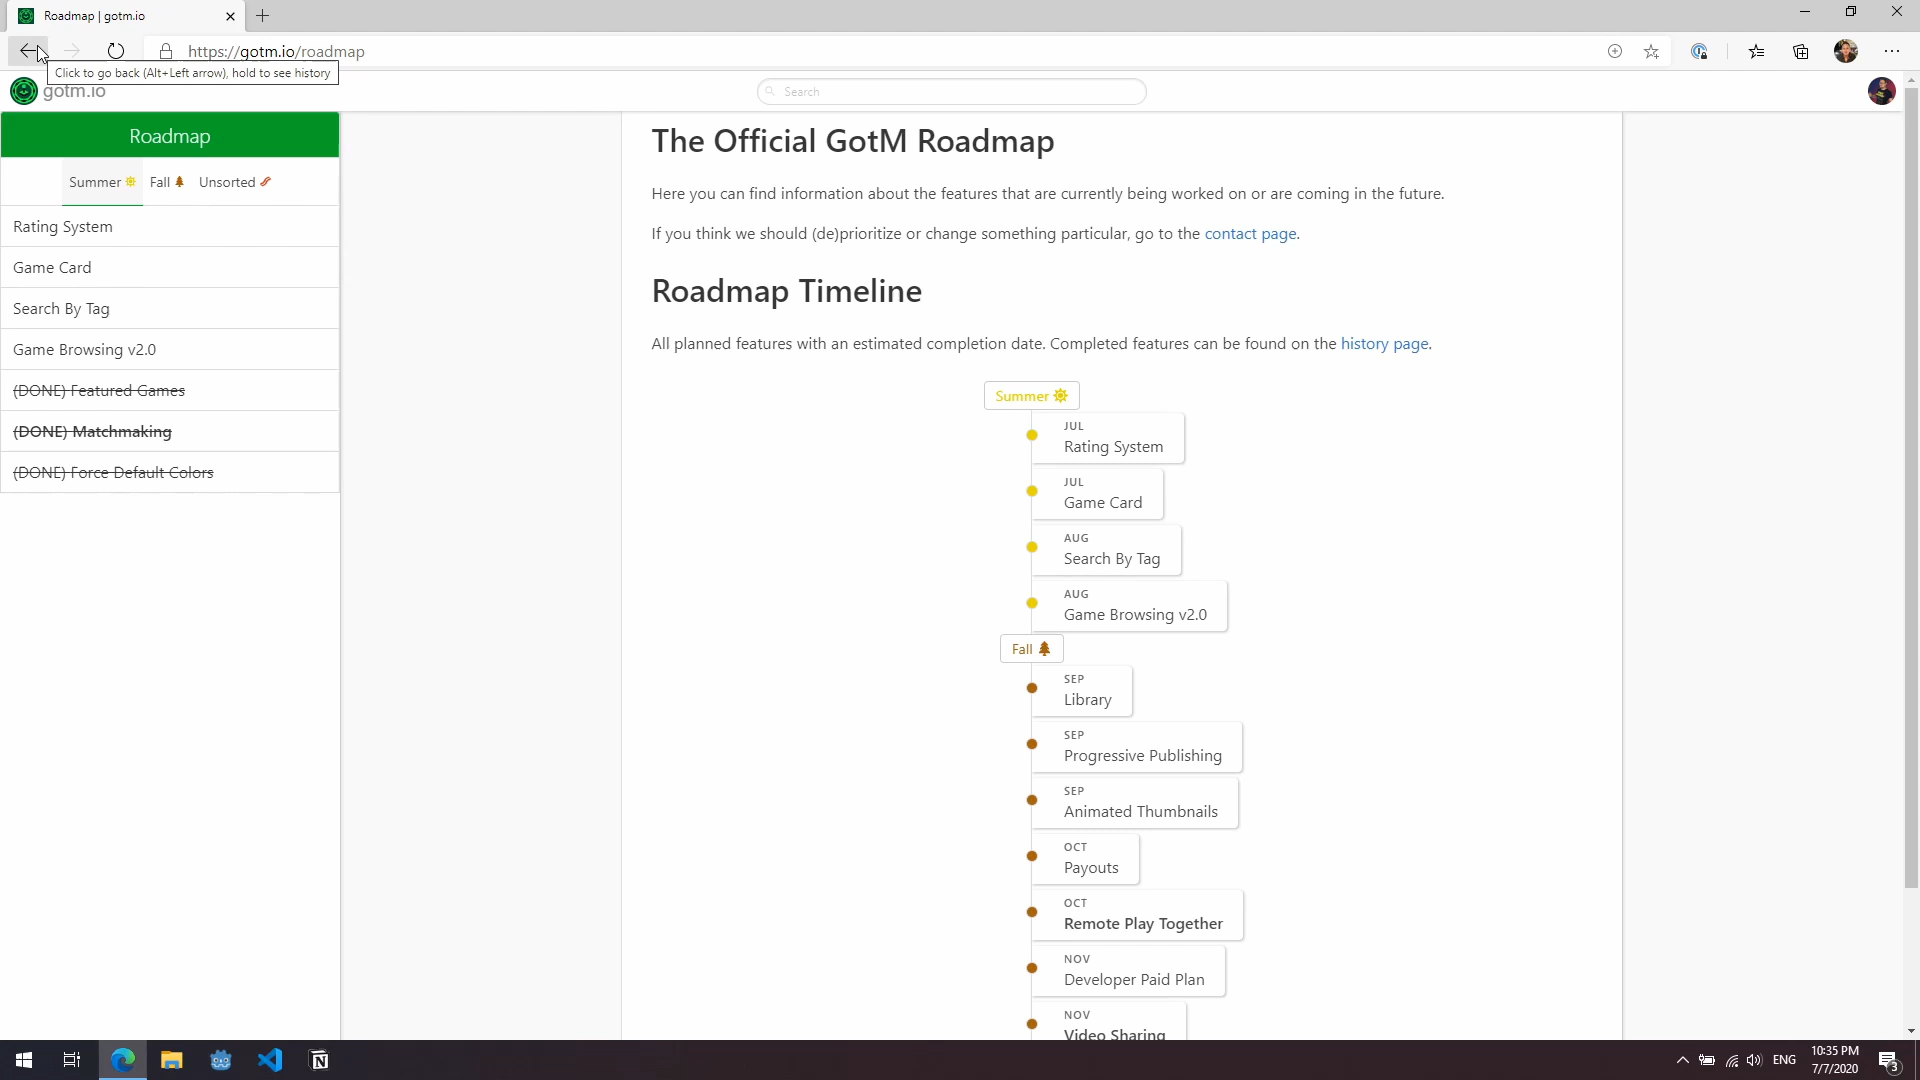 Roadmap | gotm.io
https://gotm.io/roadmap
Click to go back (Alt+Left arrow), hold to see history
gotm.io
Search
Roadmap
Summer
Fall
Unsorted
Rating System
Game Card
Search By Tag
Game Browsing v2.0
(DONE) Featured Games
(DONE) Matchmaking
(DONE) Force Default Colors
The Official GotM Roadmap
Here you can find information about the features that are currently being worked on or are coming in the future.
If you think we should (de)prioritize or change something particular, go to the contact page.
Roadmap Timeline
All planned features with an estimated completion date. Completed features can be found on the history page.
Summer
JUL
Rating System
JUL
Game Card
AUG
Search By Tag
AUG
Game Browsing v2.0
Fall
SEP
Library
SEP
Progressive Publishing
SEP
Animated Thumbnails
OCT
Payouts
OCT
Remote Play Together
NOV
Developer Paid Plan
NOV
Video Sharing
ENG
10:35 PM
7/7/2020
3